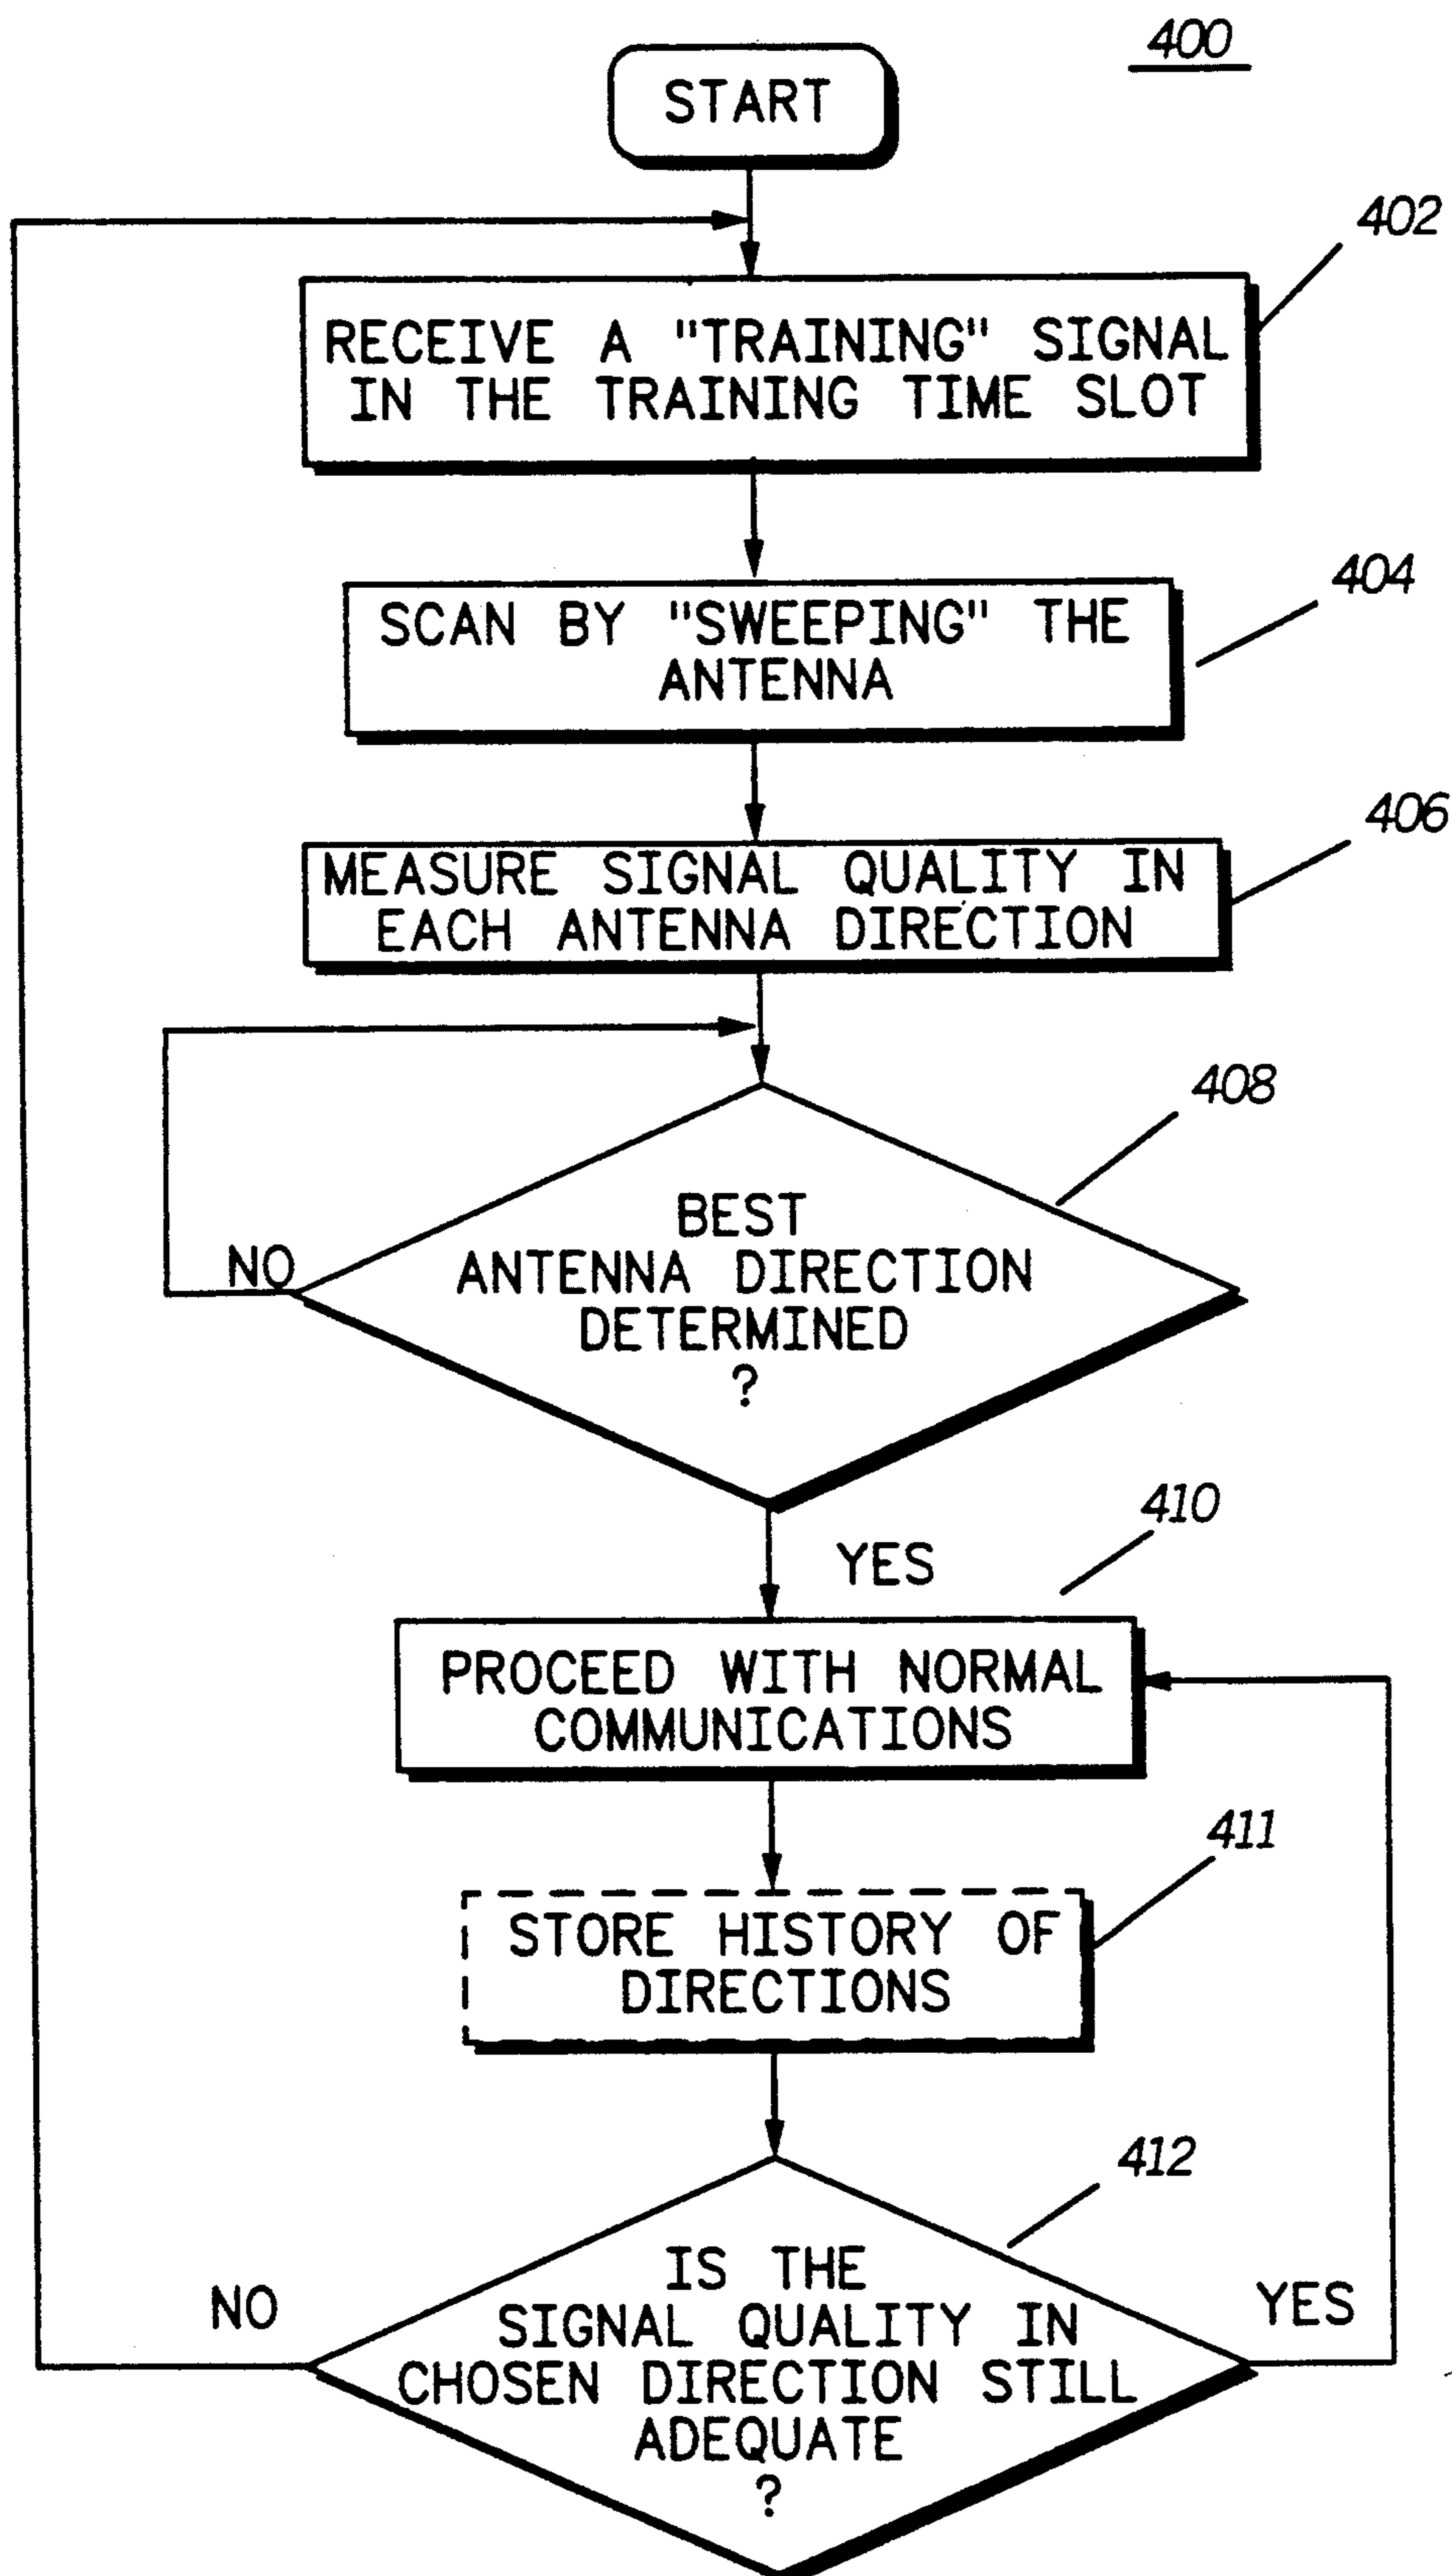 400
START
402
RECEIVE A "TRAINING" SIGNAL
IN THE TRAINING TIME SLOT
404
SCAN BY "SWEEPING" THE
ANTENNA
406
MEASURE SIGNAL QUALITY IN
EACH ANTENNA DIRECTION
408
BEST
ANTENNA DIRECTION
DETERMINED
?
NO
YES
410
PROCEED WITH NORMAL
COMMUNICATIONS
411
STORE HISTORY OF
DIRECTIONS
412
IS THE
SIGNAL QUALITY IN
CHOSEN DIRECTION STILL
ADEQUATE
?
NO
YES